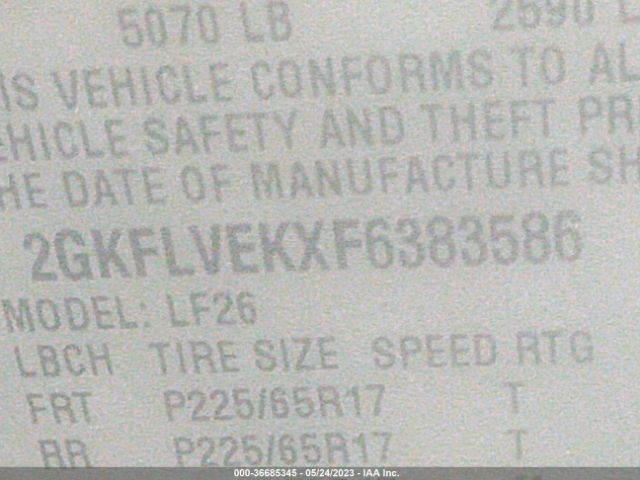 5070 LB 2590 L
IS VEHICLE CONFORMS TO AL
EHICLE SAFETY AND THEFT PR
HE DATE OF MANUFACTURE SH
2GKFLVEKXF6383586
MODEL: LF26
LBCH TIRE SIZE SPEED RTG
FRT P225/65R17 T
RR P225/65R17 T
000-36685345 - 05/24/2023 - IAA Inc.